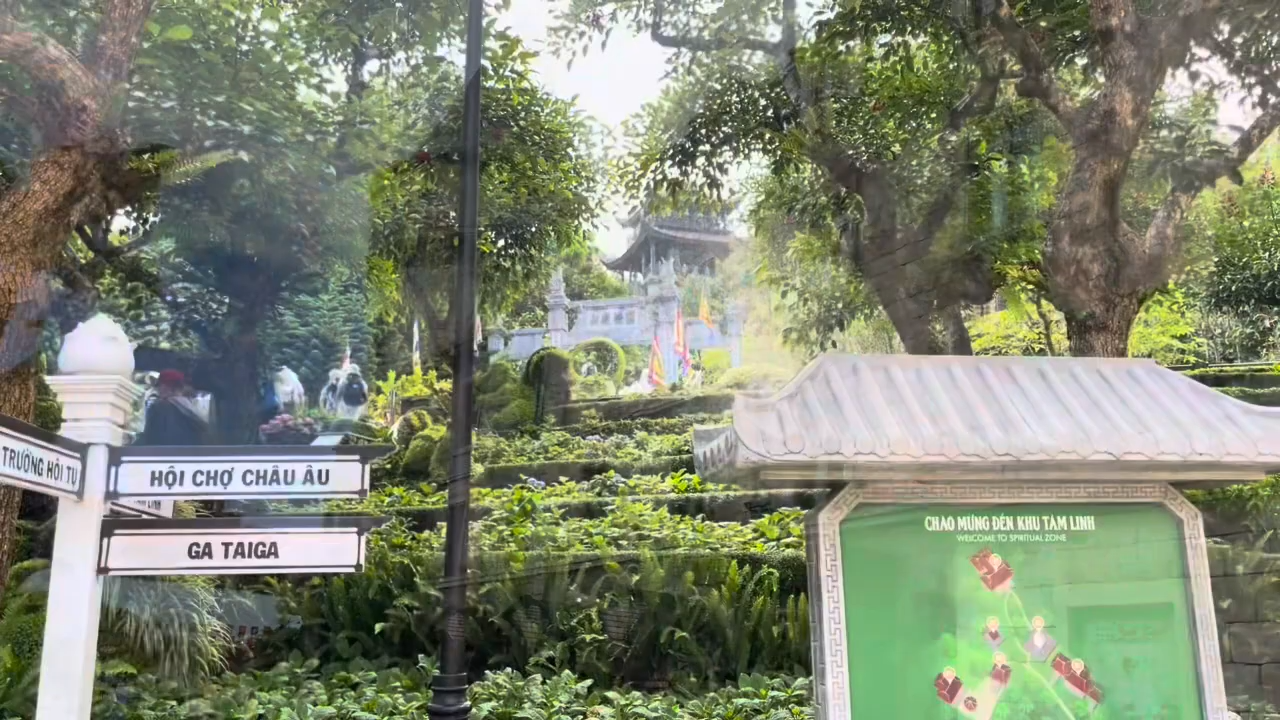 TRƯỜNG HỘI TỤ
HỘI CHỢ CHÂU ÂU
GA TAIGA
CHÀO MỪNG ĐẾN KHU TÂM LINH
WELCOME TO SPIRITUAL ZONE